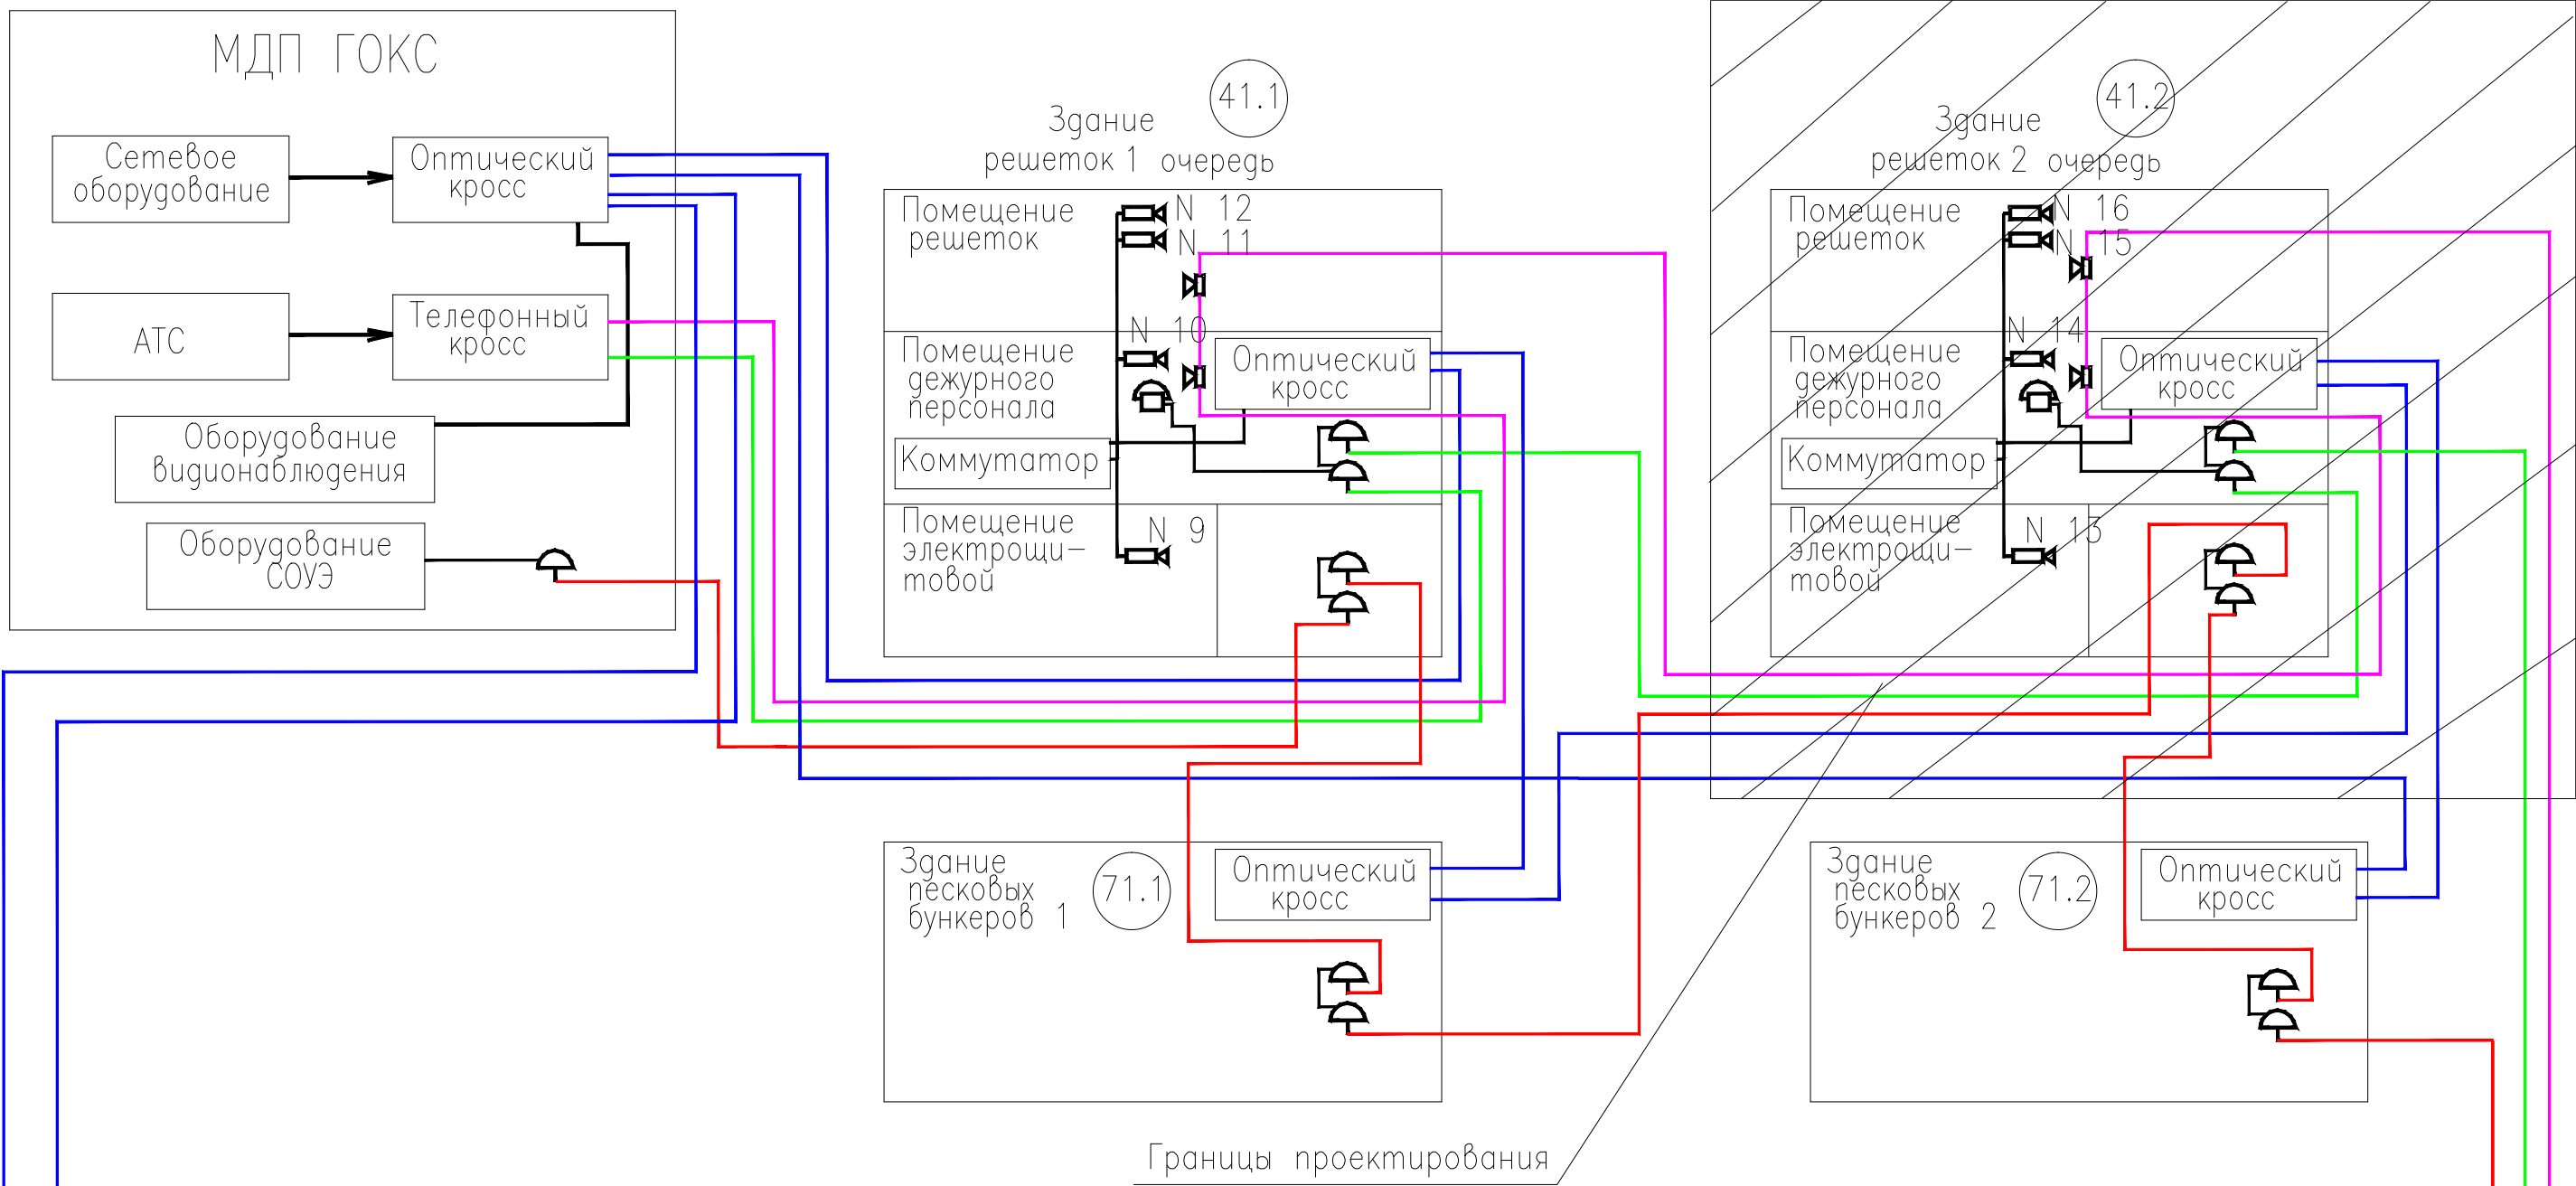 МДП ГОКС
Сетевое
оборудование
Оптический
кросс
АТС
Телефонный
кросс
Оборудование
видионаблюдения
Оборудование
СОУЭ
41.1
Здание
решеток 1 очередь
Помещение
решеток
N 12
N 11
Помещение
дежурного
персонала
N 10
Оптический
кросс
Коммутатор
Помещение
электрощи-
товой
N 9
41.2
Здание
решеток 2 очередь
Помещение
решеток
N 16
N 15
Помещение
дежурного
персонала
N 14
Оптический
кросс
Коммутатор
Помещение
электрощи-
товой
N 13
Здание
песковых
бункеров 1
71.1
Оптический
кросс
Здание
песковых
бункеров 2
71.2
Оптический
кросс
Границы проектирования